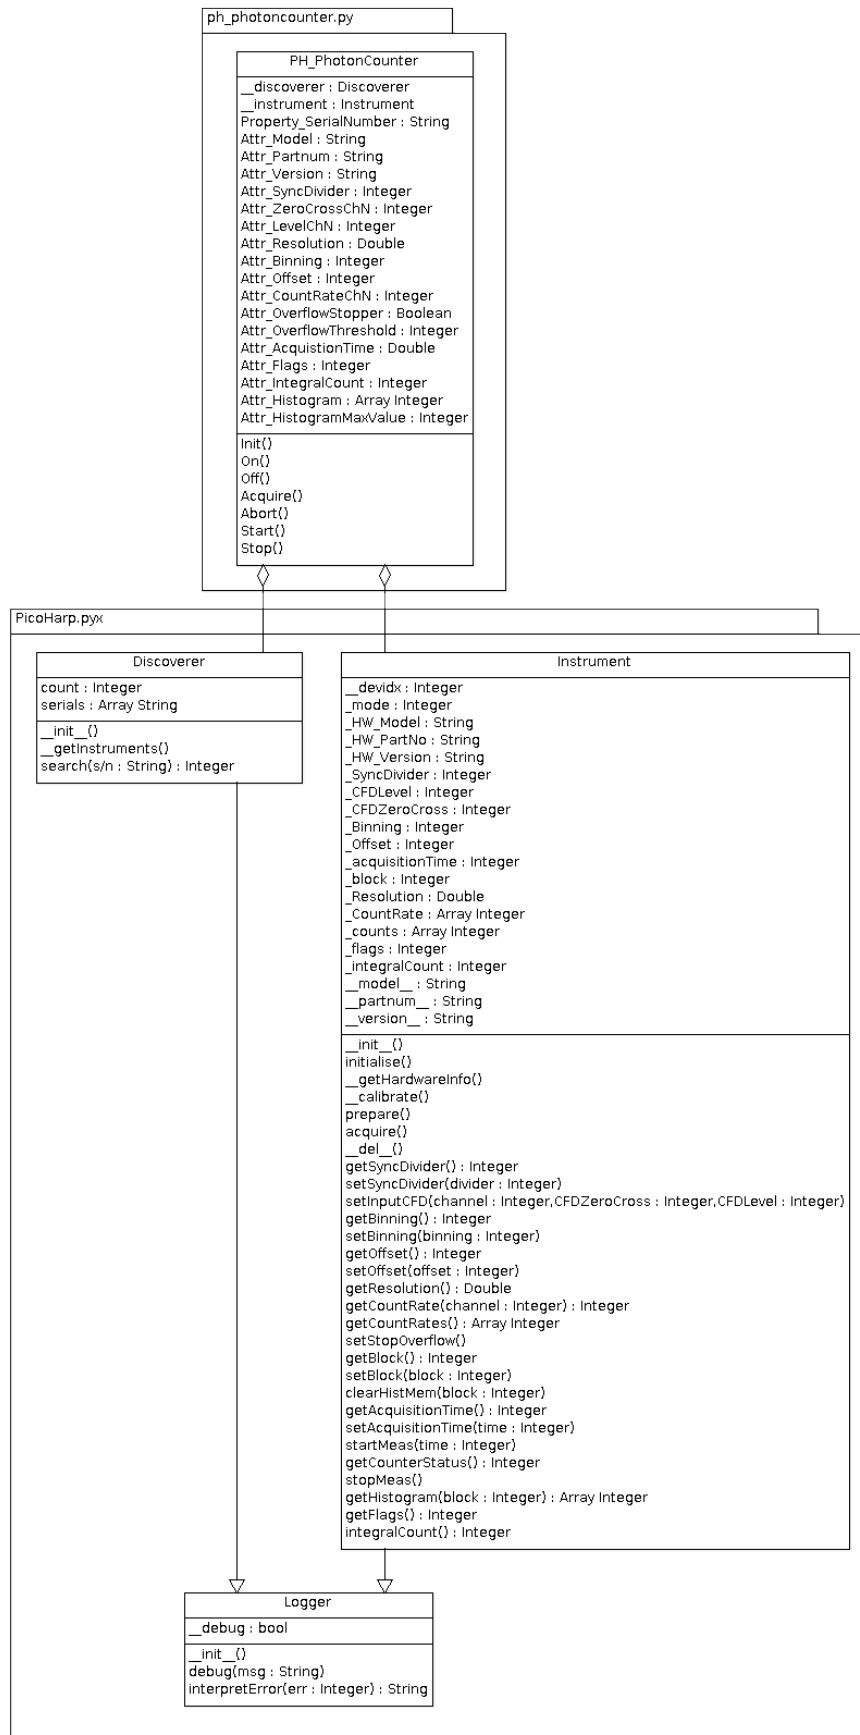 ph_photoncounter.py
PH_PhotonCounter
__discoverer : Discoverer
__instrument : Instrument
Property_SerialNumber : String
Attr_Model : String
Attr_Partnum : String
Attr_Version : String
Attr_SyncDivider : Integer
Attr_ZeroCrossChN : Integer
Attr_LevelChN : Integer
Attr_Resolution : Double
Attr_Binning : Integer
Attr_Offset : Integer
Attr_CountRateChN : Integer
Attr_OverflowStopper : Boolean
Attr_OverflowThreshold : Integer
Attr_AcquistionTime : Double
Attr_Flags : Integer
Attr_IntegralCount : Integer
Attr_Histogram : Array Integer
Attr_HistogramMaxValue : Integer
Init()
On()
Off()
Acquire()
Abort()
Start()
Stop()
PicoHarp.pyx
Discoverer
count : Integer
serials : Array String
__init__()
__getInstruments()
search(s/n : String) : Integer
Instrument
__devidx : Integer
_mode : Integer
_HW_Model : String
_HW_PartNo : String
_HW_Version : String
_SyncDivider : Integer
_CFDLevel : Integer
_CFDZeroCross : Integer
_Binning : Integer
_Offset : Integer
_acquisitionTime : Integer
_block : Integer
_Resolution : Double
_CountRate : Array Integer
_counts : Array Integer
_flags : Integer
_integralCount : Integer
__model__ : String
__partnum__ : String
__version__ : String
__init__()
initialise()
__getHardwareInfo()
__calibrate()
prepare()
acquire()
__del__()
getSyncDivider() : Integer
setSyncDivider(divider : Integer)
setInputCFD(channel : Integer,CFDZeroCross : Integer,CFDLevel : Integer)
getBinning() : Integer
setBinning(binning : Integer)
getOffset() : Integer
setOffset(offset : Integer)
getResolution() : Double
getCountRate(channel : Integer) : Integer
getCountRates() : Array Integer
setStopOverflow()
getBlock() : Integer
setBlock(block : Integer)
clearHistMem(block : Integer)
getAcquisitionTime() : Integer
setAcquisitionTime(time : Integer)
startMeas(time : Integer)
getCounterStatus() : Integer
stopMeas()
getHistogram(block : Integer) : Array Integer
getFlags() : Integer
integralCount() : Integer
Logger
__debug : bool
__init__()
debug(msg : String)
interpretError(err : Integer) : String